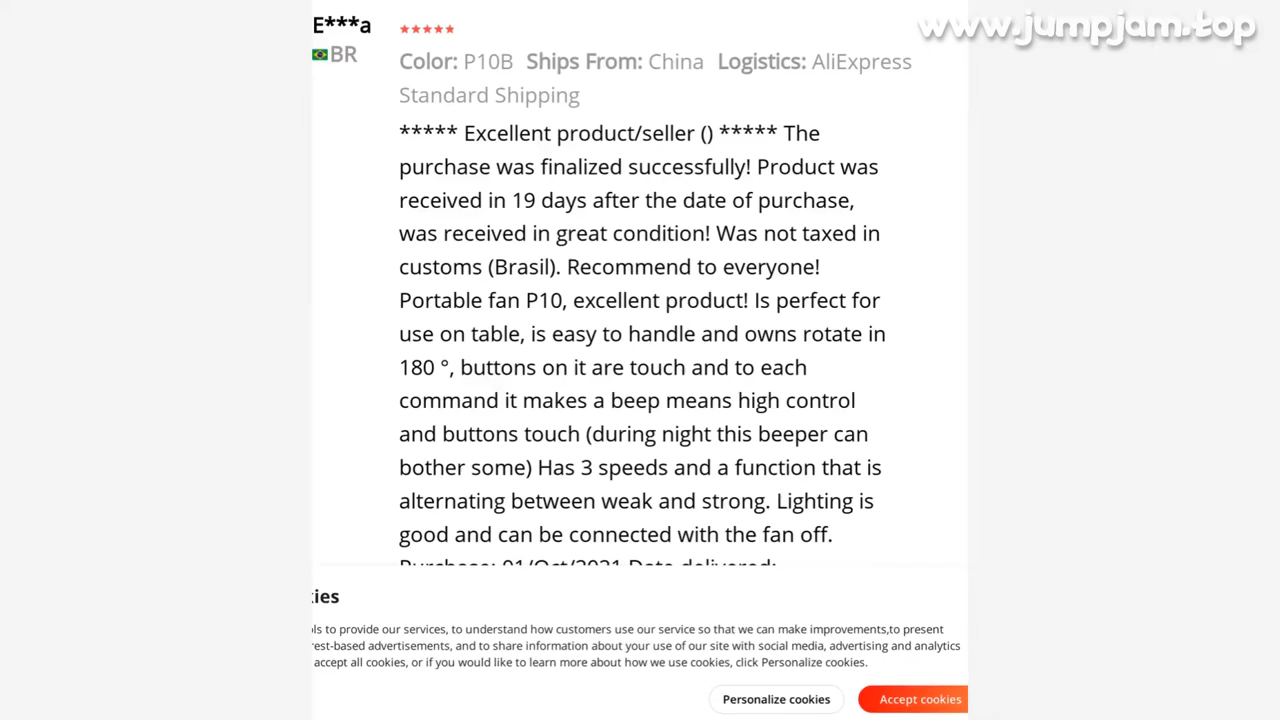 www.jumpjam.top
E***a
BR
Color: P10B Ships From: China Logistics: AliExpress
Standard Shipping
***** Excellent product/seller () ***** The
purchase was finalized successfully! Product was
received in 19 days after the date of purchase,
was received in great condition! Was not taxed in
customs (Brasil). Recommend to everyone!
Portable fan P10, excellent product! Is perfect for
use on table, is easy to handle and owns rotate in
180 °, buttons on it are touch and to each
command it makes a beep means high control
and buttons touch (during night this beeper can
bother some) Has 3 speeds and a function that is
alternating between weak and strong. Lighting is
good and can be connected with the fan off.
Purchase: 01/Oct/2021 Date delivered:
ies
ols to provide our services, to understand how customers use our service so that we can make improvements,to present
rest-based advertisements, and to share information about your use of our site with social media, advertising and analytics
accept all cookies, or if you would like to learn more about how we use cookies, click Personalize cookies.
Personalize cookies
Accept cookies